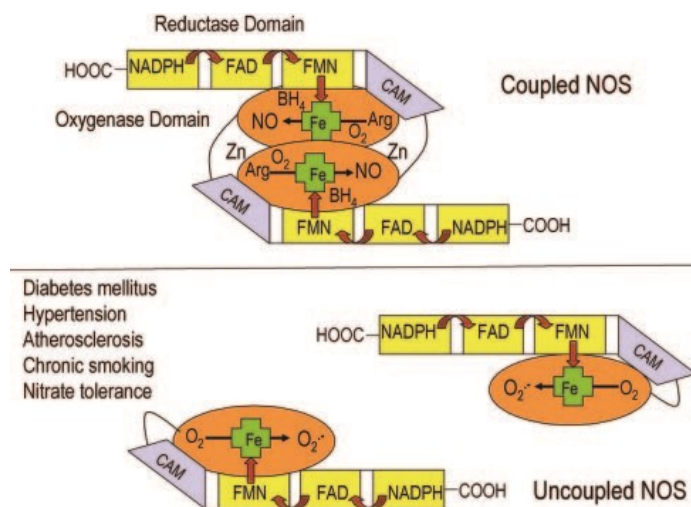 Reductase Domain
HOOC NADPH FAD FMN CAM
Coupled NOS
Oxygenase Domain
BH4
NO Fe Arg
O2
Zn Zn
O2
Arg Fe NO
BH4
CAM
FMN FAD NADPH COOH
Diabetes mellitus
Hypertension
Atherosclerosis
Chronic smoking
Nitrate tolerance
HOOC NADPH FAD FMN CAM
O2·- Fe O2
O2 Fe O2·-
CAM
FMN FAD NADPH COOH
Uncoupled NOS